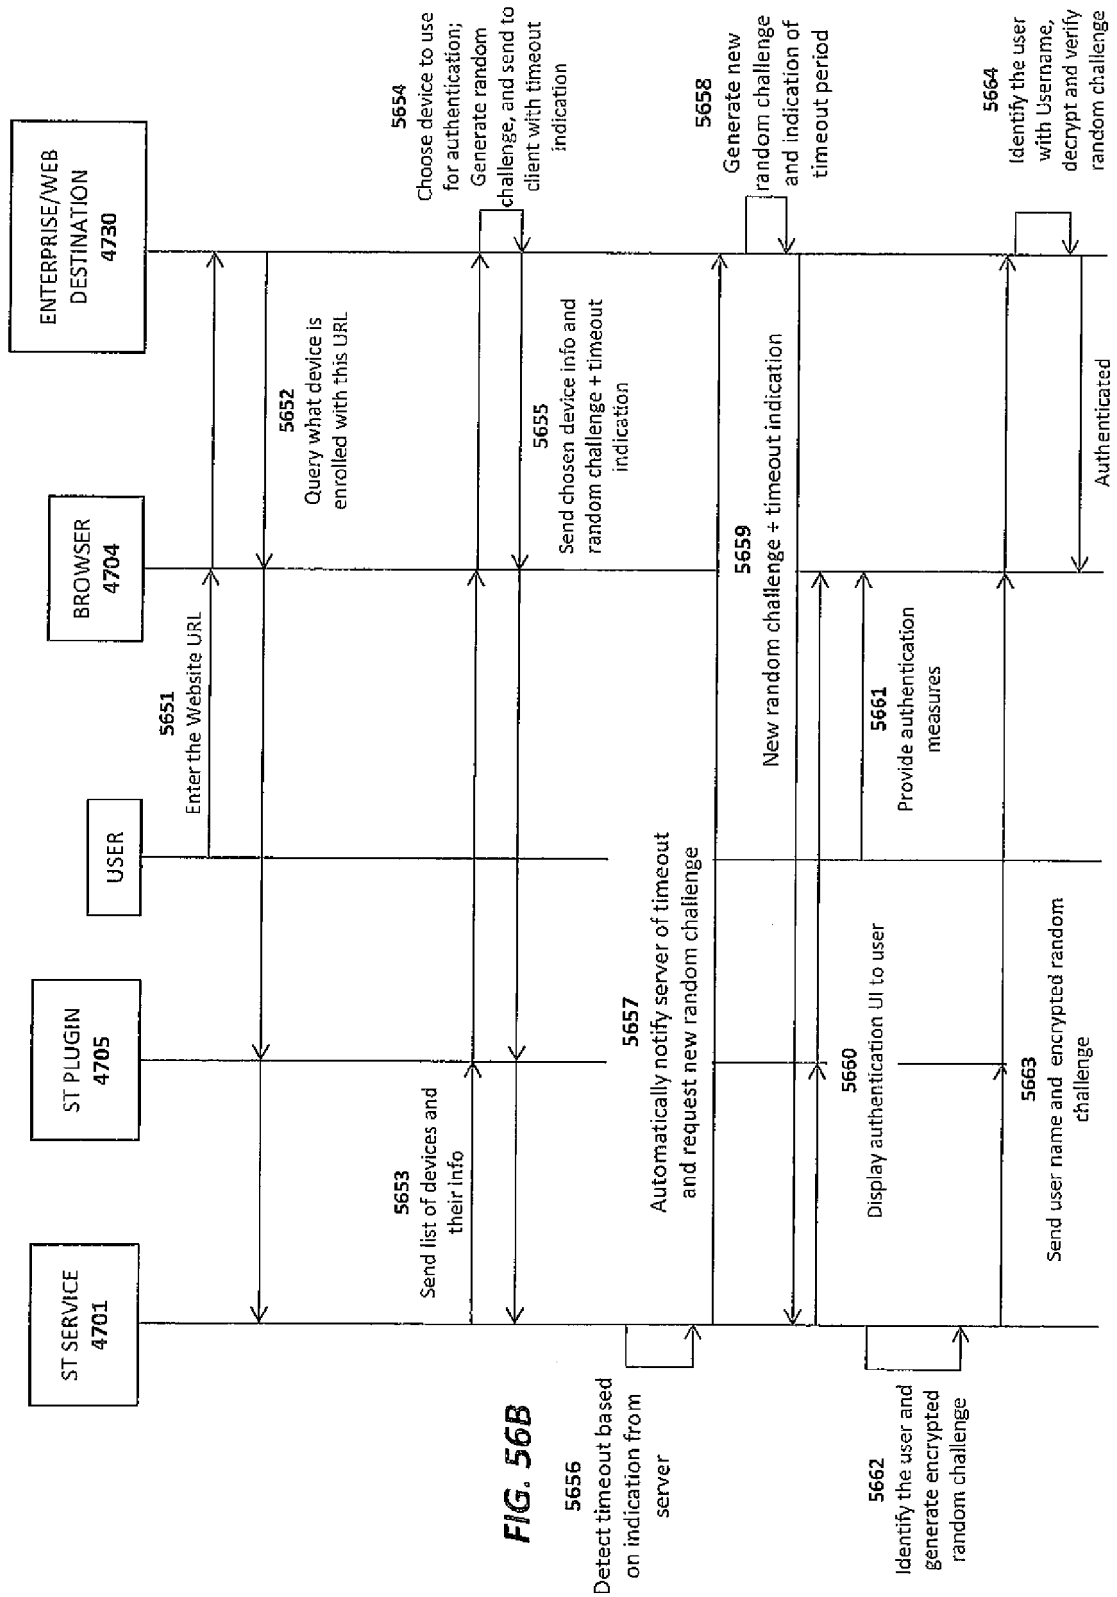 ST SERVICE
4701
ST PLUGIN
4705
USER
BROWSER
4704
ENTERPRISE/WEB
DESTINATION
4730
5651
Enter the Website URL
5652
Query what device is
enrolled with this URL
5653
Send list of devices and
their info
5654
Choose device to use
for authentication;
Generate random
challenge, and send to
client with timeout
indication
5655
Send chosen device info and
random challenge + timeout
indication
FIG. 56B
5656
Detect timeout based
on indication from
server
5657
Automatically notify server of timeout
and request new random challenge
5658
Generate new
random challenge
and indication of
timeout period
5659
New random challenge + timeout indication
5660
Display authentication UI to user
5661
Provide authentication
measures
5662
Identify the user and
generate encrypted
random challenge
5663
Send user name and encrypted random
challenge
5664
Identify the user
with Username,
decrypt and verify
random challenge
Authenticated